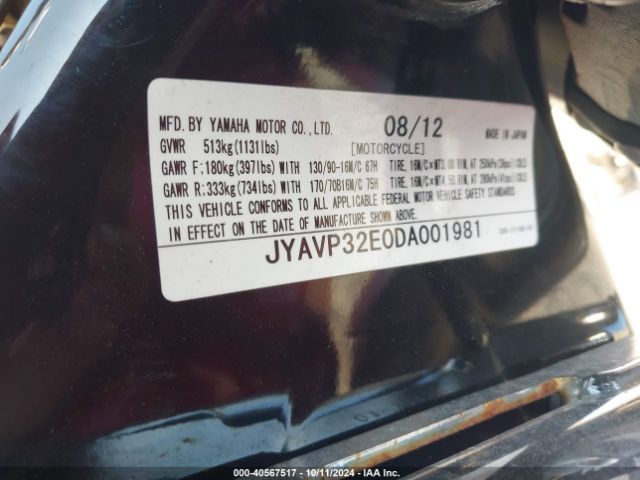 MFD. BY YAMAHA MOTOR CO., LTD. 08/12 MADE IN JAPAN
GVWR 513kg(1131lbs) [MOTORCYCLE]
GAWR F:180kg(397lbs) WITH 130/90-16M/C 67H TIRE, 16M/C×MT3.00 RIM, AT 250kPa(36psi) COLD
GAWR R:333kg(734lbs) WITH 170/70B16M/C 75H TIRE, 16M/C×MT4.50 RIM, AT 280kPa(41psi) COLD
THIS VEHICLE CONFORMS TO ALL APPLICABLE FEDERAL MOTOR VEHICLE SAFETY STANDARDS
IN EFFECT ON THE DATE OF MANUFACTURE SHOWN ABOVE.
JYAVP32E0DA001981
000-40567517 - 10/11/2024 - IAA Inc.